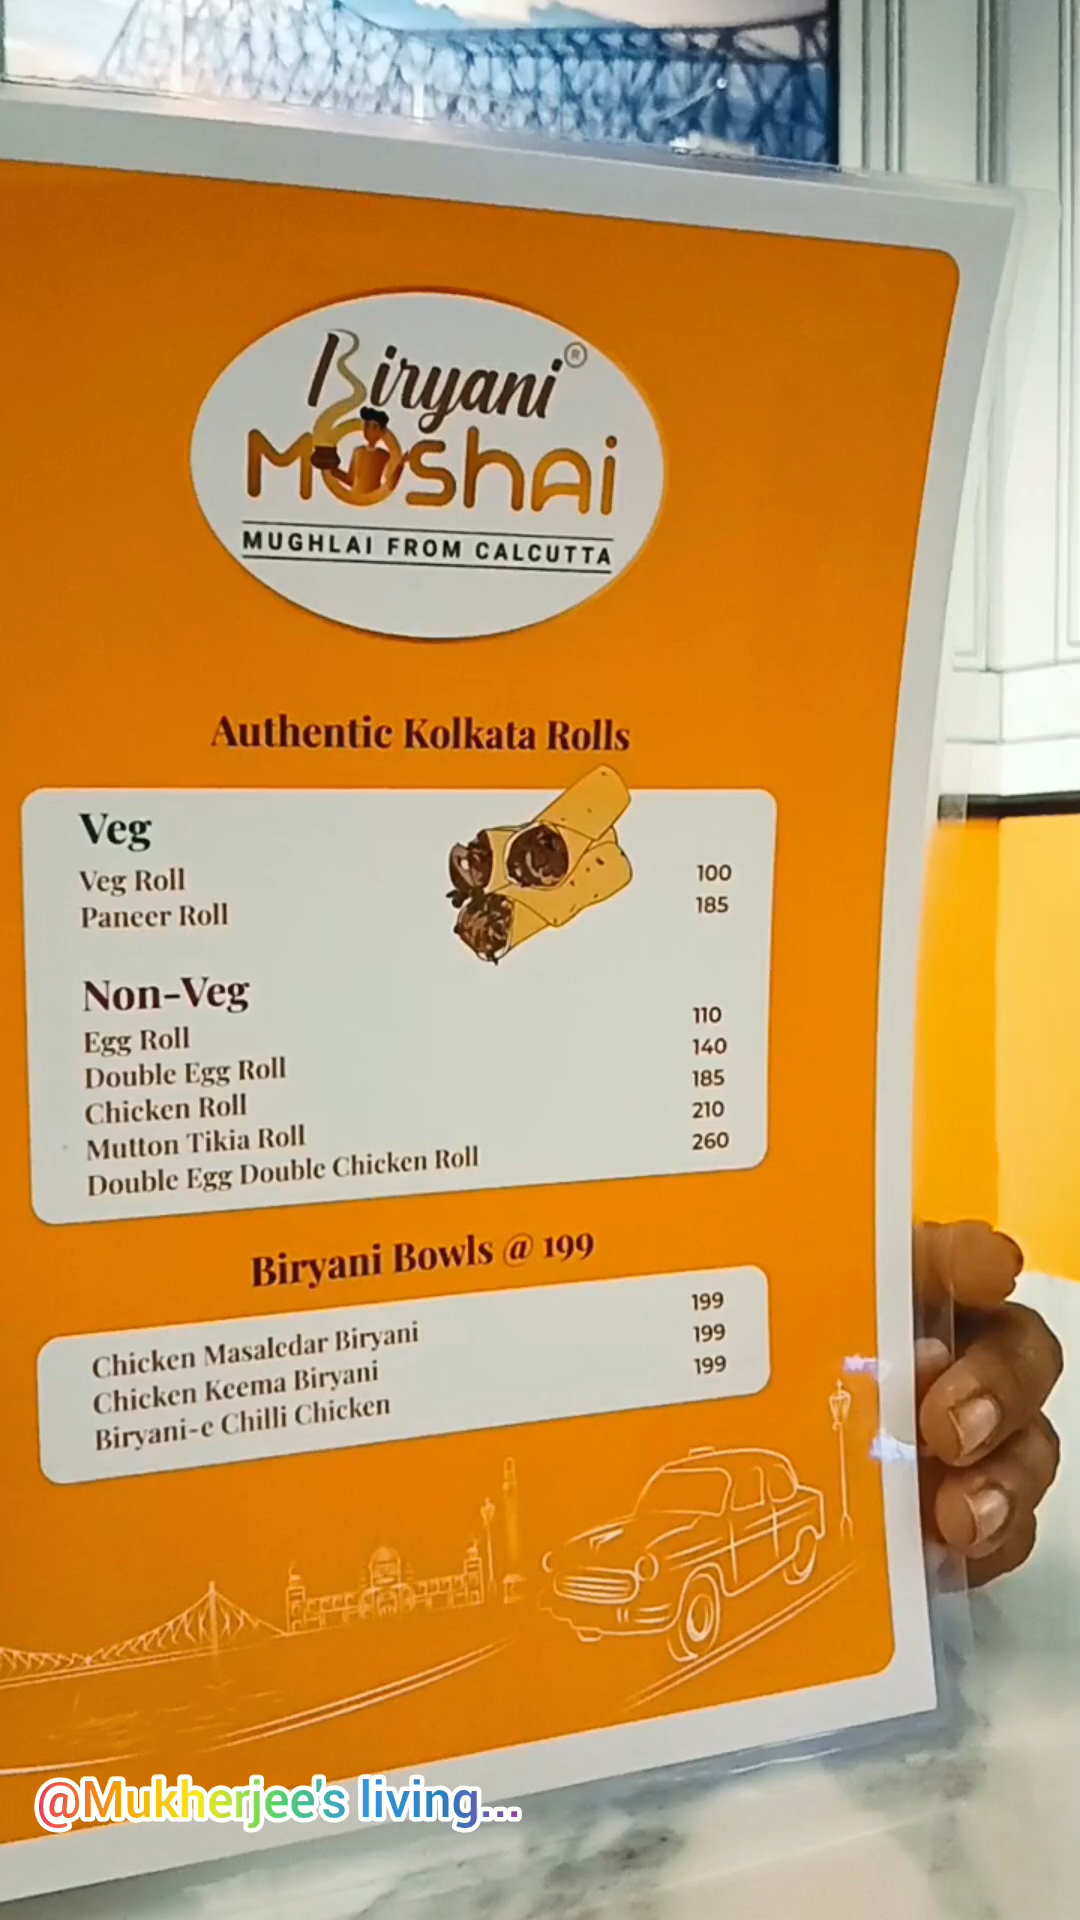 Biryani®
MOshAi
MUGHLAI FROM CALCUTTA
Authentic Kolkata Rolls
Veg
Veg Roll 100
Paneer Roll 185
Non-Veg
Egg Roll 110
Double Egg Roll 140
Chicken Roll 185
Mutton Tikia Roll 210
Double Egg Double Chicken Roll 260
Biryani Bowls @ 199
Chicken Masaledar Biryani 199
Chicken Keema Biryani 199
Biryani-e Chilli Chicken 199
@Mukherjee's living...